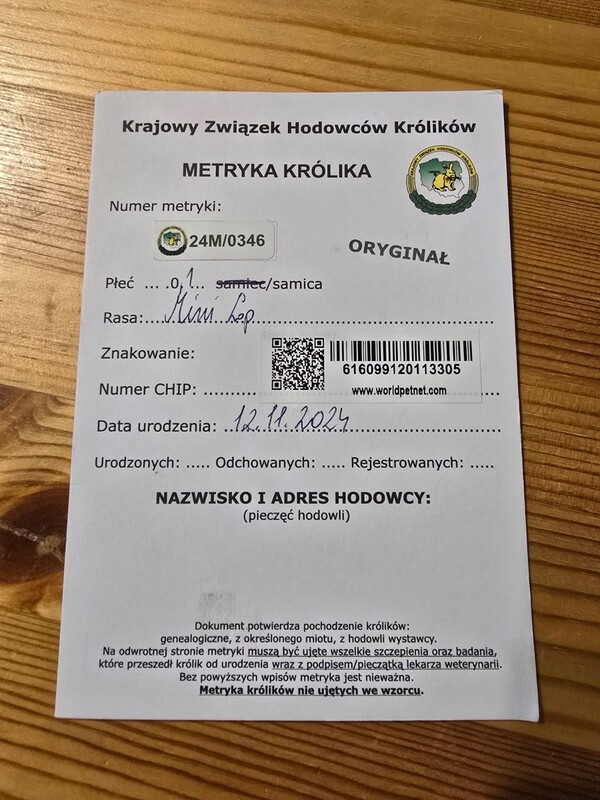 Krajowy Związek Hodowców Królików
METRYKA KRÓLIKA
Numer metryki:
24M/0346
ORYGINAŁ
Płeć ... .0.1.. samiec/samica
Rasa:....Mini Lop......
Znakowanie:
616099120113305
Numer CHIP: ..........
www.worldpetnet.com
Data urodzenia: ..12.11.2024......
Urodzonych: ..... Odchowanych: ..... Rejestrowanych: .....
NAZWISKO I ADRES HODOWCY:
(pieczęć hodowli)
Dokument potwierdza pochodzenie królików:
genealogiczne, z określonego miotu, z hodowli wystawcy.
Na odwrotnej stronie metryki muszą być ujęte wszelkie szczepienia oraz badania,
które przeszedł królik od urodzenia wraz z podpisem/pieczątką lekarza weterynarii.
Bez powyższych wpisów metryka jest nieważna.
Metryka królików nie ujętych we wzorcu.